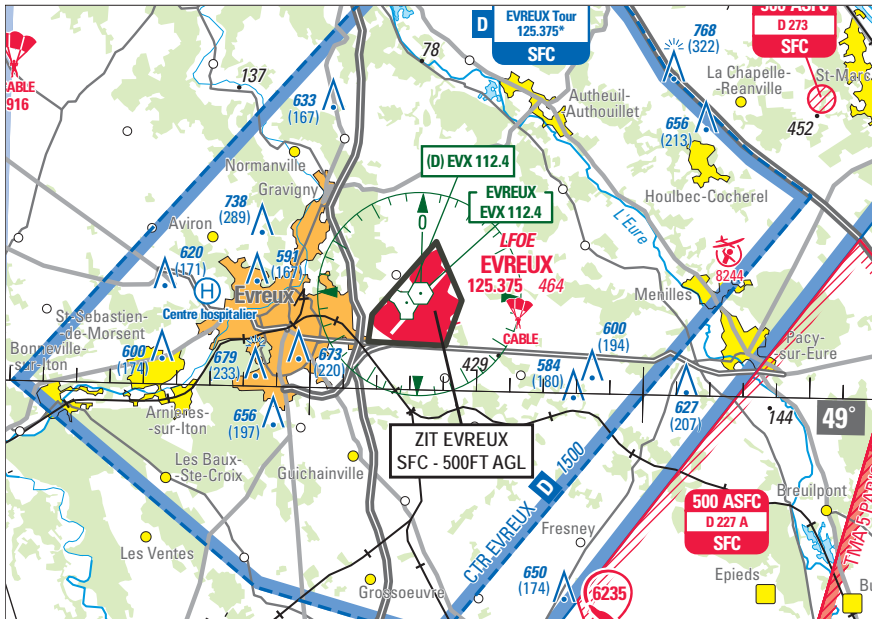 CABLE
916
137
78
EVREUX Tour
125.375*
D
SFC
768
(322)
500 ASFC
D 273
SFC
La Chapelle-
-Réanville
St-Marc
452
633
(167)
Autheuil-
-Authouillet
656
(213)
Normanville
Gravigny
(D) EVX 112.4
EVREUX
EVX 112.4
Houlbec-Cocherel
L'Eure
738
(289)
Aviron
0
LFOE
EVREUX
125.375 464
620
(171)
591
(167)
8244
H
Evreux
Centre hospitalier
Menilles
St-Sébastien-
-de-Morsent
CABLE
Bonneville-
-sur-Iton
600
(174)
679
(233)
673
(220)
429
600
(194)
584
(180)
Pacy-
-sur-Eure
627
(207)
144
49°
Arnières-
-sur-Iton
656
(197)
ZIT EVREUX
SFC - 500FT AGL
Les Baux-
-Ste-Croix
Guichainville
CTR EVREUX D 1500
500 ASFC
D 227 A
SFC
Breuilpont
TMA 5 PARIS
Les Ventes
Fresney
Grossoeuvre
650
(174)
6235
Epieds
Bu